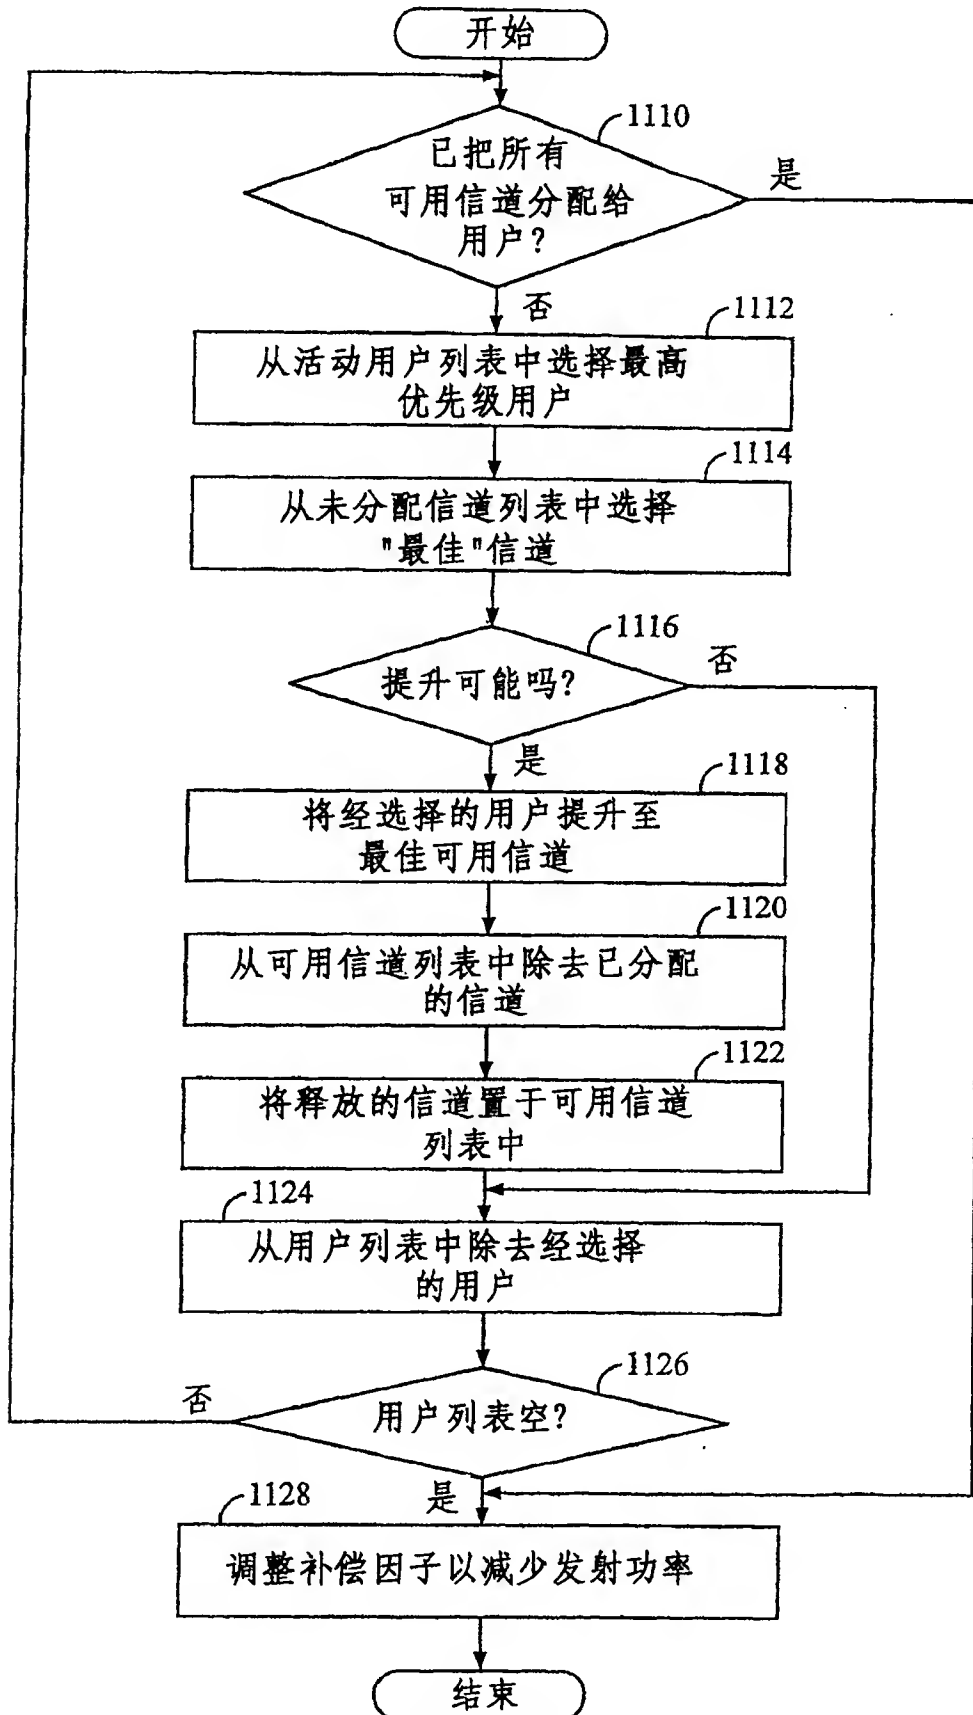 开始
1110
已把所有
可用信道分配给
用户?
是
否
1112
从活动用户列表中选择最高
优先级用户
1114
从未分配信道列表中选择
"最佳"信道
1116
提升可能吗?
否
是
1118
将经选择的用户提升至
最佳可用信道
1120
从可用信道列表中除去已分配
的信道
1122
将释放的信道置于可用信道
列表中
1124
从用户列表中除去经选择
的用户
1126
用户列表空?
否
是
1128
调整补偿因子以减少发射功率
结束